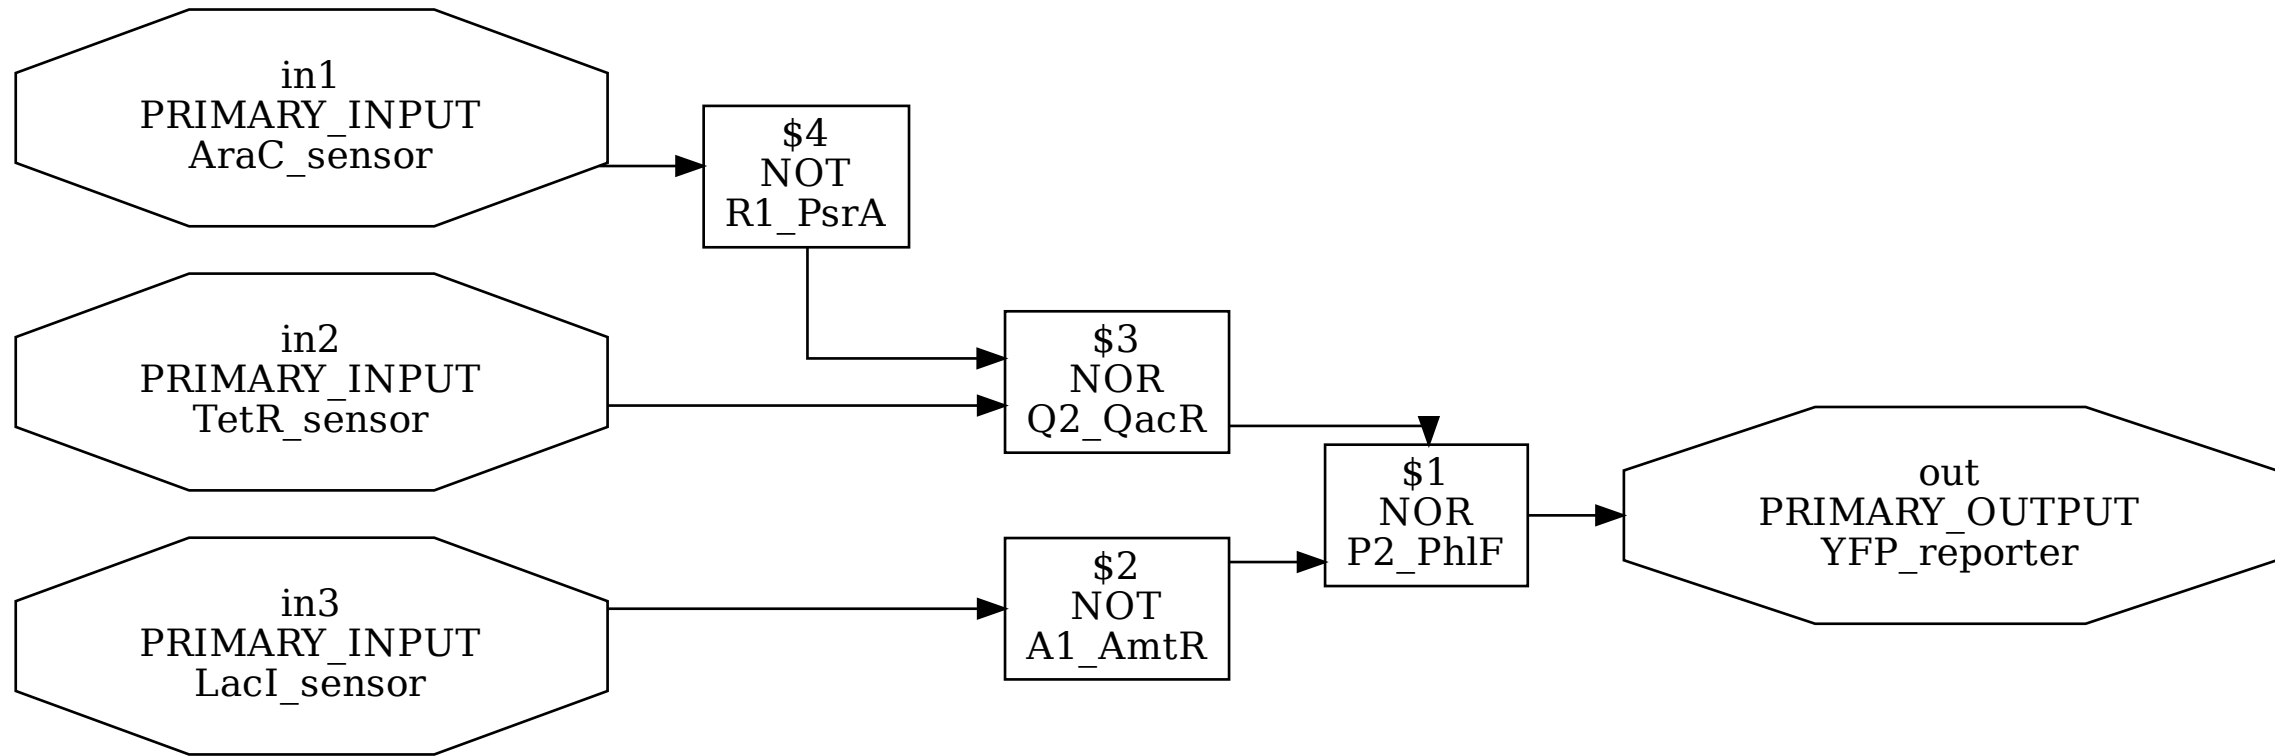 in1
PRIMARY_INPUT
AraC_sensor
$4
NOT
R1_PsrA
in2
PRIMARY_INPUT
TetR_sensor
$3
NOR
Q2_QacR
in3
PRIMARY_INPUT
LacI_sensor
$2
NOT
A1_AmtR
$1
NOR
P2_PhlF
out
PRIMARY_OUTPUT
YFP_reporter